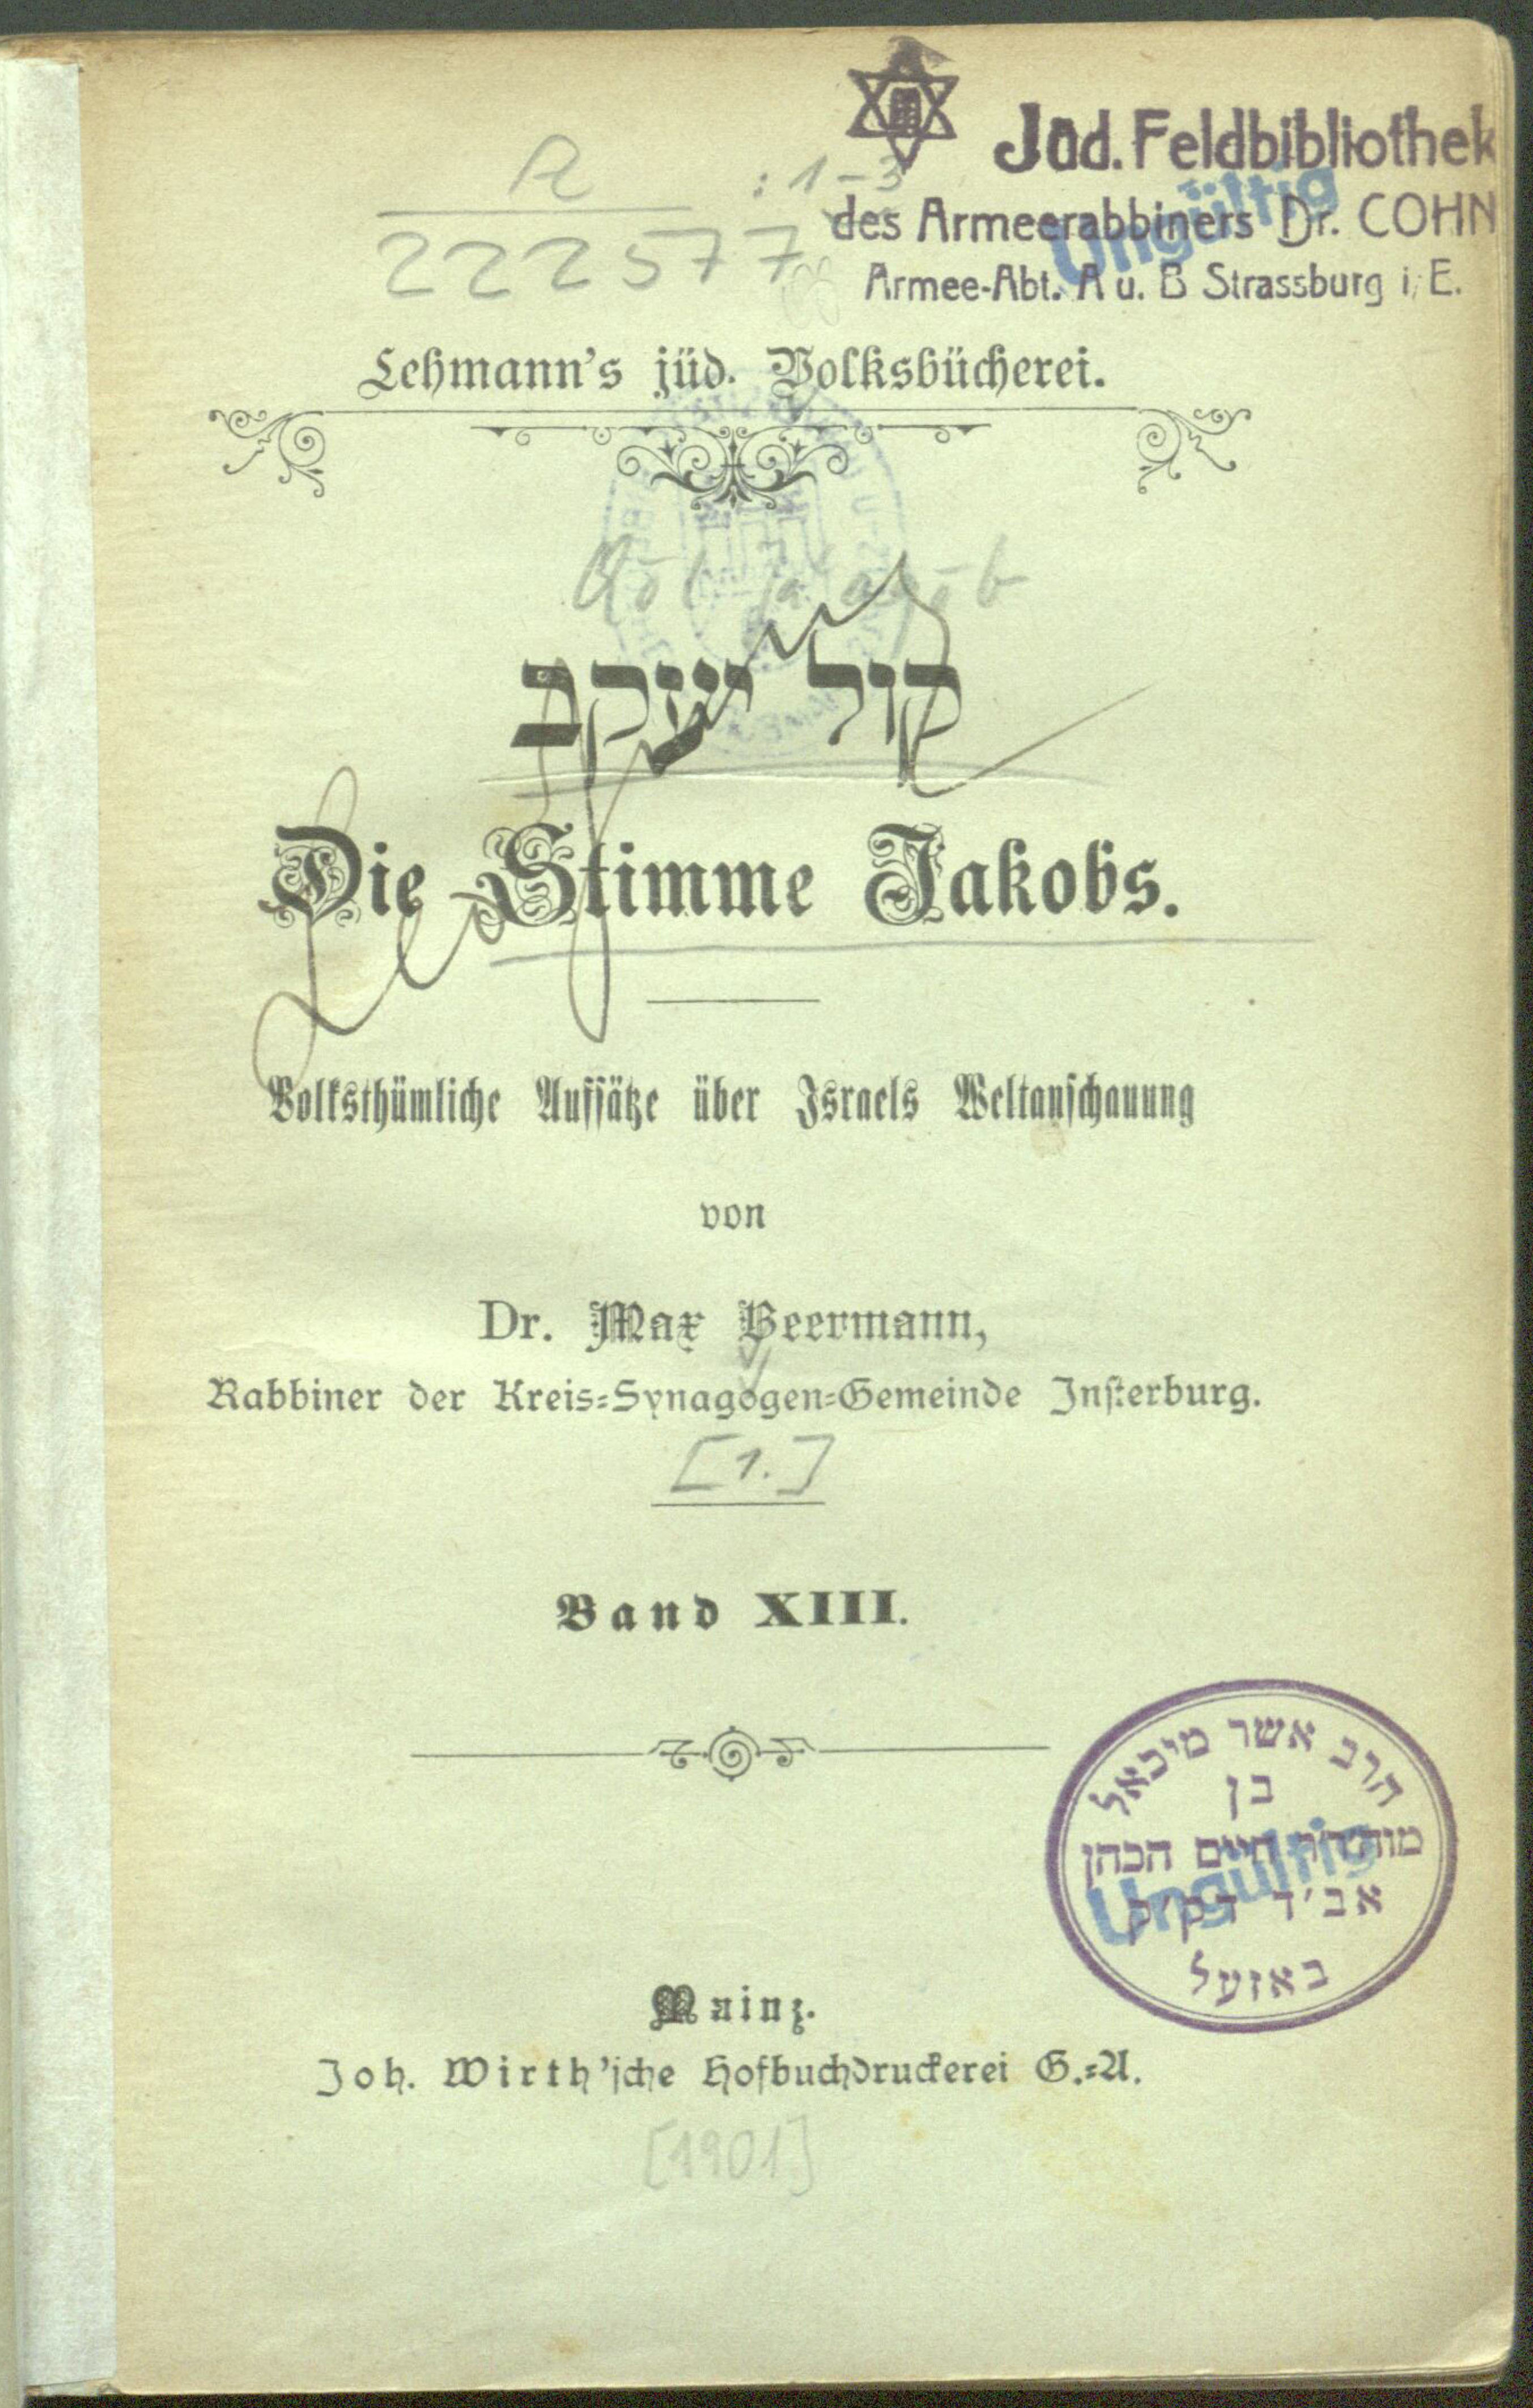 Jüd. Feldbibliothek
des Armeerabbiners Dr. COHN
Armee-Abt. A u. B Strassburg i. E.
Ungültig
R : 1-3
222577
Lehmann's jüd. Volksbücherei.
קול יעקב
Die Stimme Jakobs.
Volksthümliche Aufsätze über Israels Weltanschauung
von
Dr. Max Beermann,
Rabbiner der Kreis=Synagogen=Gemeinde Insterburg.
[1.]
Band XIII.
הרב אשר מיכאל
בן
חיים הכהן
אב״ד דק״ק
באזעל
Ungültig
Mainz.
Joh. Wirth'sche Hofbuchdruckerei G.=A.
[1901]